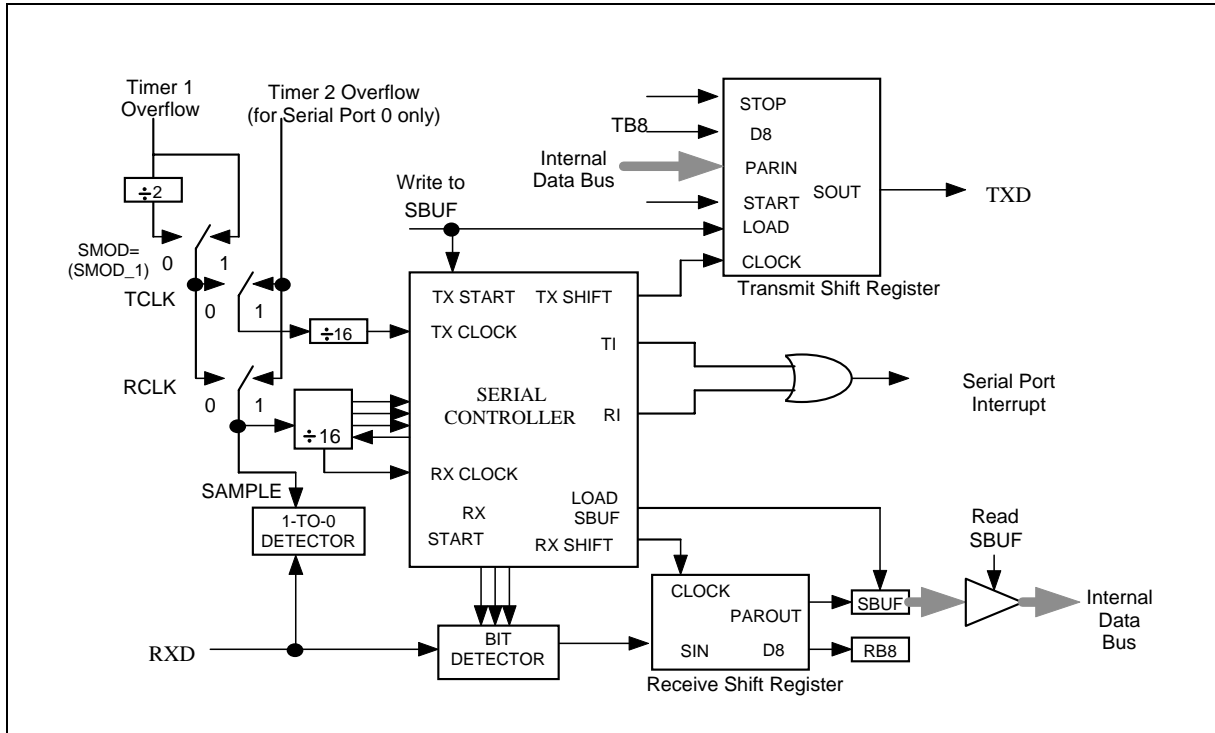 Timer 1
Overflow
Timer 2 Overflow
(for Serial Port 0 only)
÷2
SMOD=
(SMOD_1)
0
1
TCLK
0
1
RCLK
0
1
÷16
÷16
SAMPLE
1-TO-0
DETECTOR
RXD
Write to
SBUF
TB8
Internal
Data Bus
STOP
D8
PARIN
SOUT
START
LOAD
CLOCK
Transmit Shift Register
TXD
TX START
TX SHIFT
TX CLOCK
TI
SERIAL
CONTROLLER
RI
RX CLOCK
LOAD
SBUF
RX
START
RX SHIFT
Serial Port
Interrupt
BIT
DETECTOR
CLOCK
PAROUT
SIN
D8
Receive Shift Register
SBUF
RB8
Read
SBUF
Internal
Data
Bus